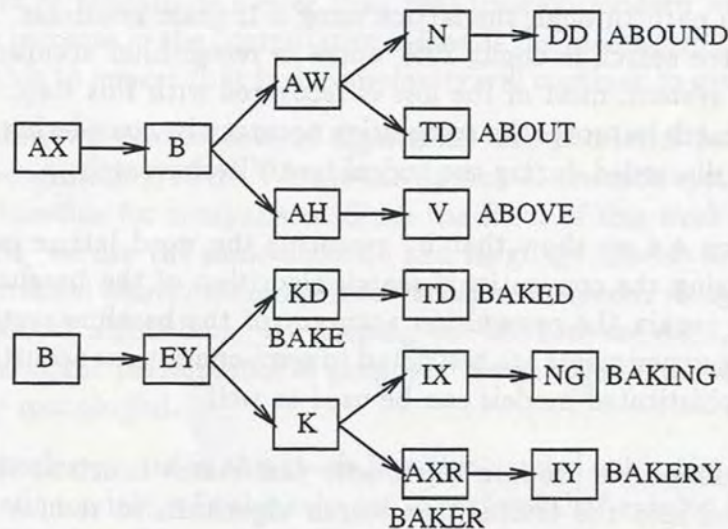 N DD ABOUND
AW
AX B TD ABOUT
AH V ABOVE
KD TD BAKED
BAKE
B EY IX NG BAKING
K
AXR IY BAKERY
BAKER